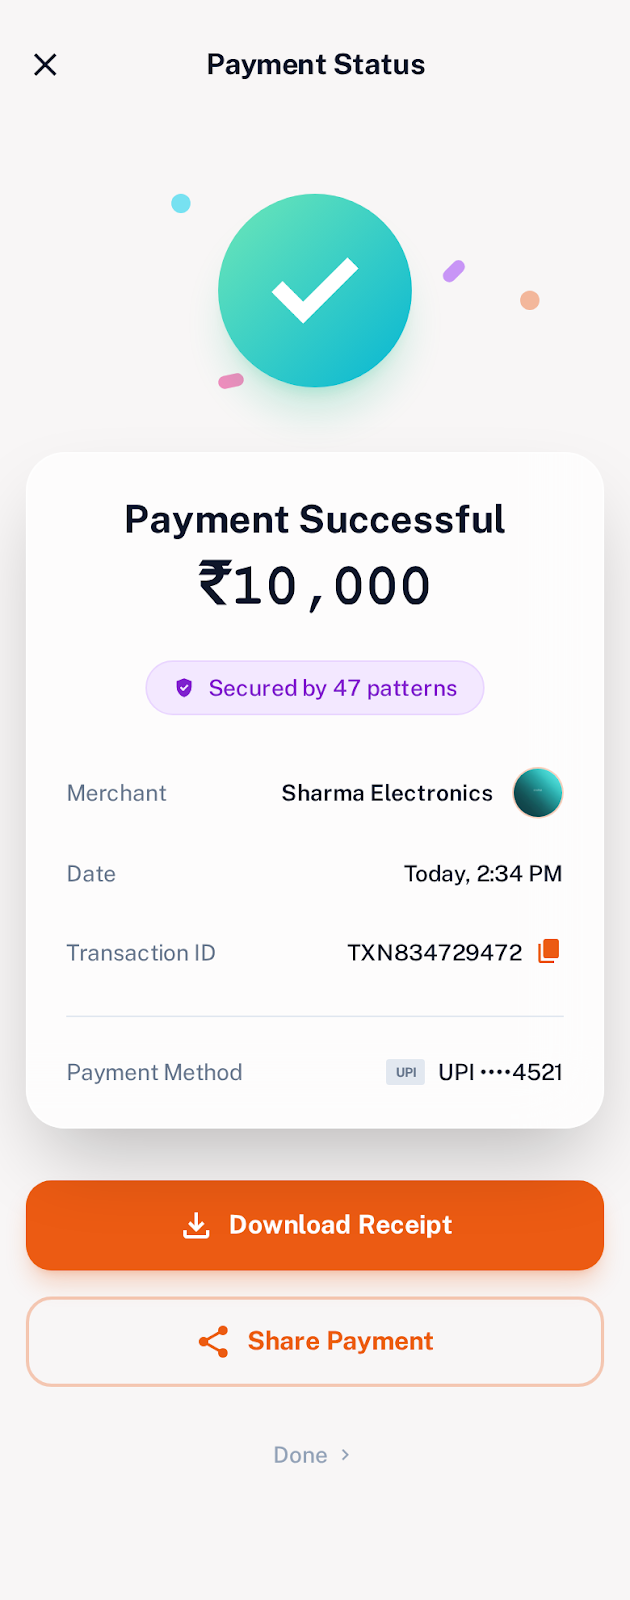 Payment Status
Payment Successful
₹10,000
Secured by 47 patterns
Merchant Sharma Electronics
Date Today, 2:34 PM
Transaction ID TXN834729472
Payment Method UPI UPI ••••4521
Download Receipt
Share Payment
Done